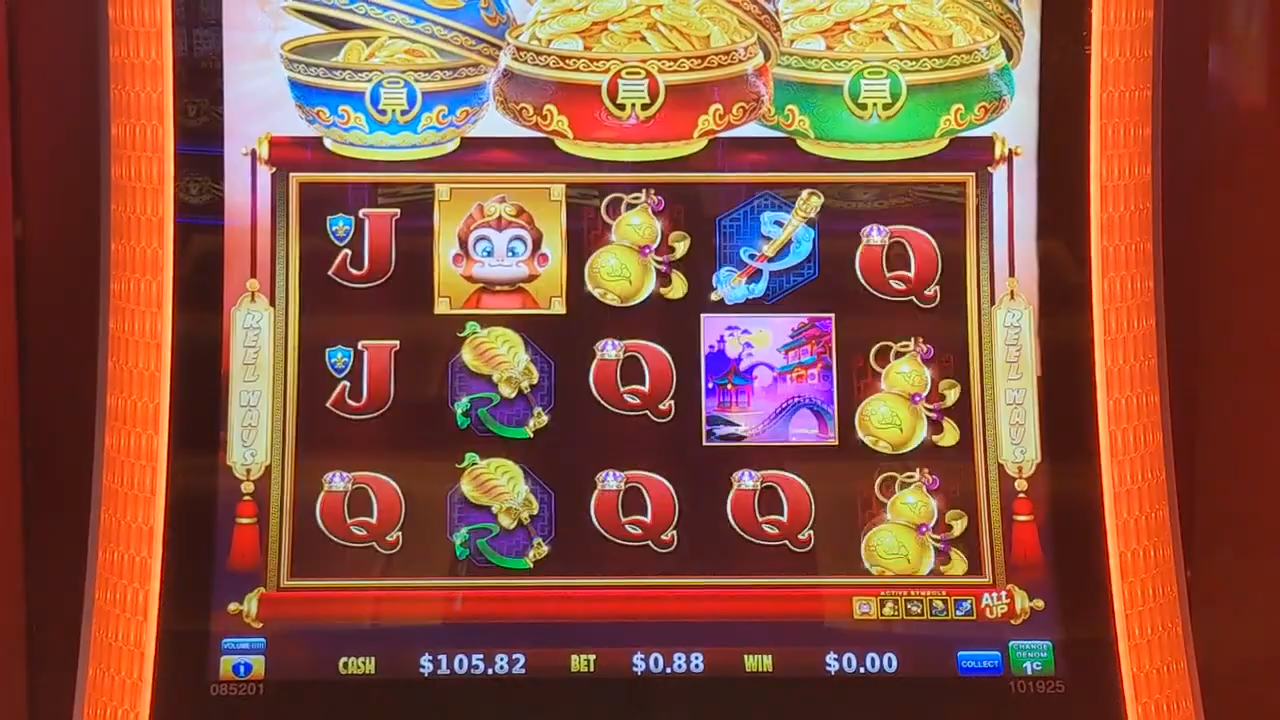 J
Q
J
Q
Q
Q
Q
REEL WAYS
REEL WAYS
ACTIVE SYMBOLS
ALL UP
VOLUME
CASH $105.82 BET $0.88 WIN $0.00
COLLECT
CHANGE
DENOM
1¢
085201
101925